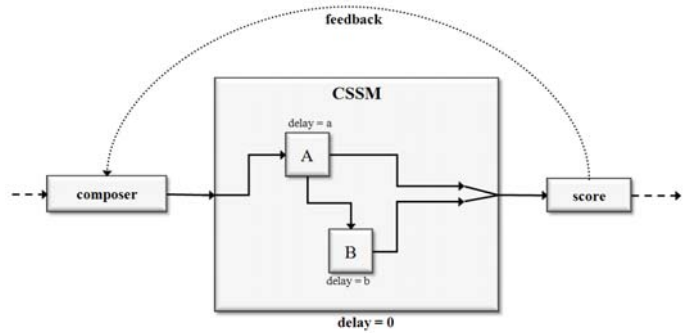 feedback
CSSM
delay = a
A
composer
score
B
delay = b
delay = 0